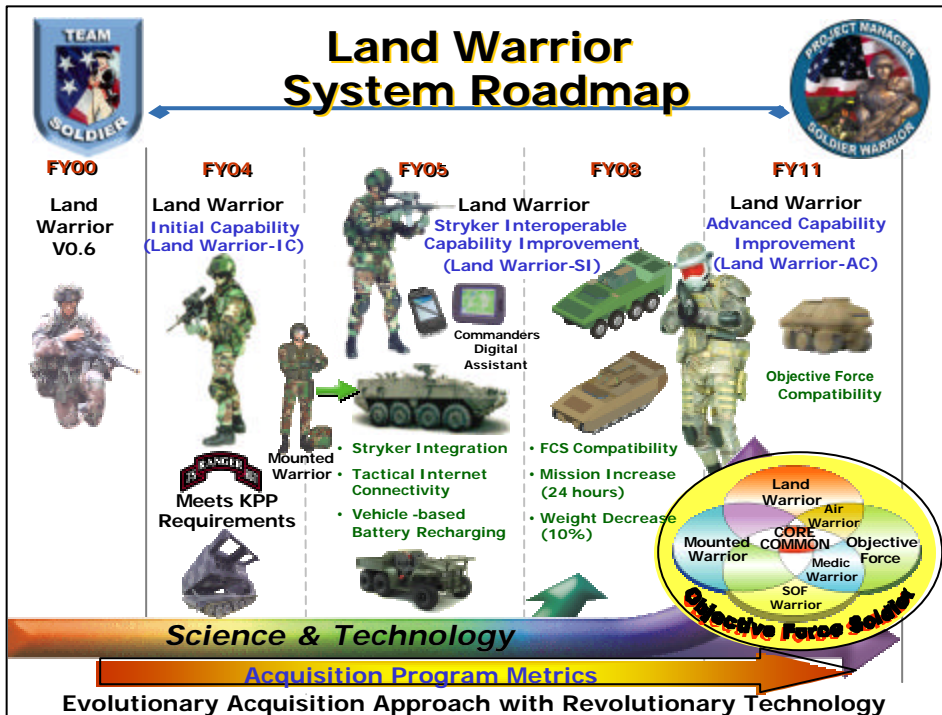 TEAM
SOLDIER
Land Warrior
System Roadmap
PROJECT MANAGER
SOLDIER WARRIOR
FY00
Land
Warrior
V0.6
FY04
Land Warrior
Initial Capability
(Land Warrior-IC)
Mounted
Warrior
RANGER
75
Meets KPP
Requirements
FY05
FY08
Land Warrior
Stryker Interoperable
Capability Improvement
(Land Warrior-SI)
Commanders
Digital
Assistant
• Stryker Integration
• Tactical Internet
Connectivity
• Vehicle -based
Battery Recharging
• FCS Compatibility
• Mission Increase
(24 hours)
• Weight Decrease
(10%)
FY11
Land Warrior
Advanced Capability
Improvement
(Land Warrior-AC)
Objective Force
Compatibility
Land
Warrior
Air
Warrior
CORE
COMMON
Mounted
Warrior
Objective
Force
Medic
Warrior
SOF
Warrior
Objective Force Soldier
Science & Technology
Acquisition Program Metrics
Evolutionary Acquisition Approach with Revolutionary Technology